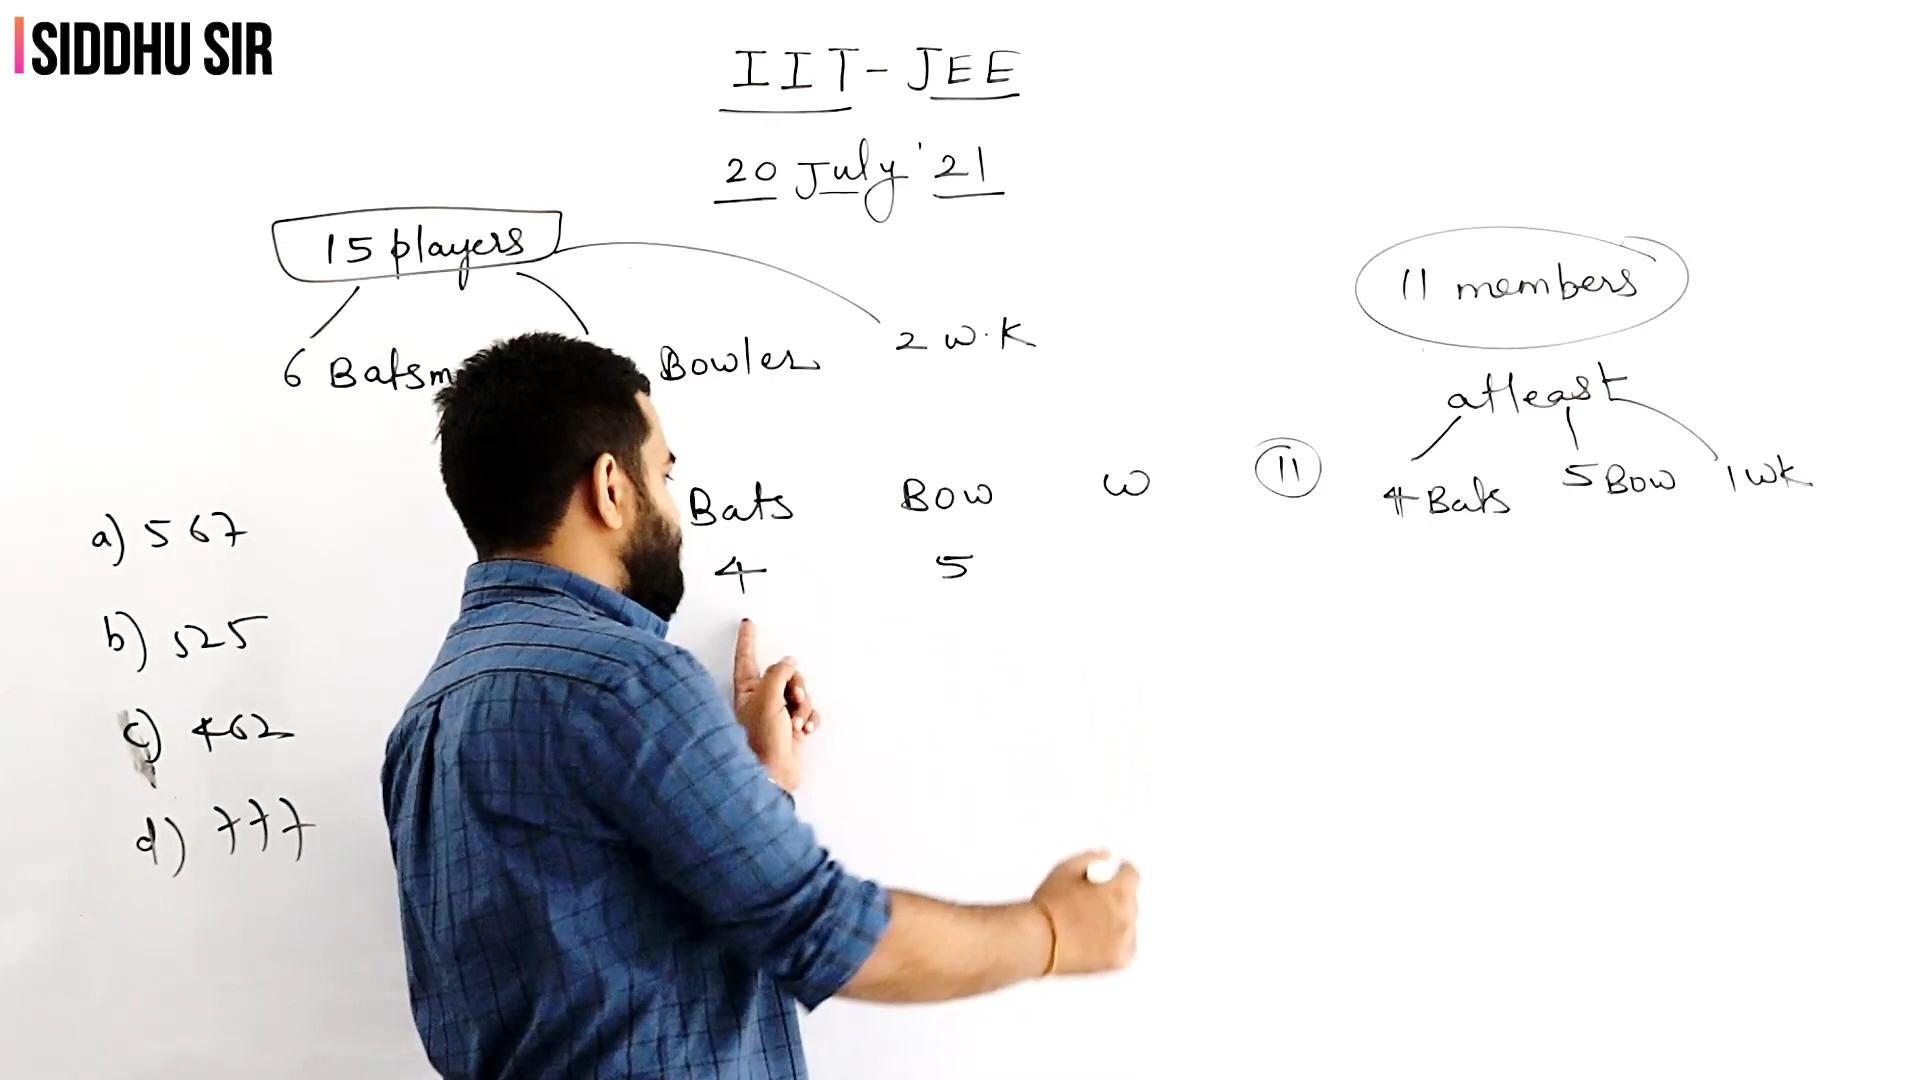 SIDDHU SIR
IIT-JEE
20 July '21
15 players
6 Batsm
Bowler
2 W.K
11 members
atleast
4 Bats 5 Bow 1 WK
Bats Bow W 11
4 5
a) 567
b) 525
c) 462
d) 777